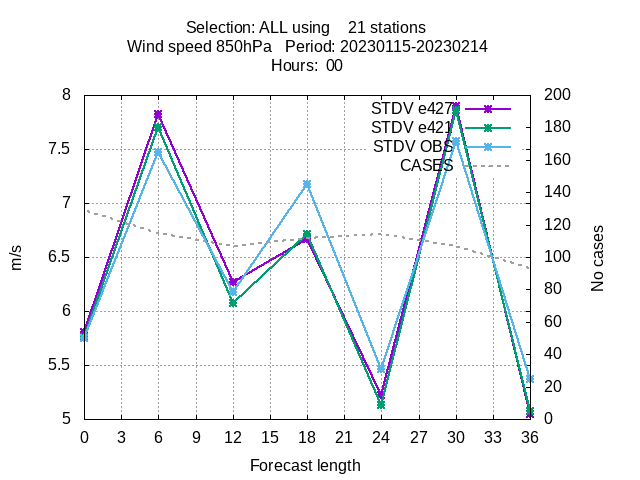 Selection: ALL using    21 stations
Wind speed 850hPa   Period: 20230115-20230214
Hours:  00
STDV e427
STDV e421
STDV OBS
CASES
8
7.5
7
6.5
6
5.5
5
m/s
200
180
160
140
120
100
80
60
40
20
0
No cases
0 3 6 9 12 15 18 21 24 27 30 33 36
Forecast length